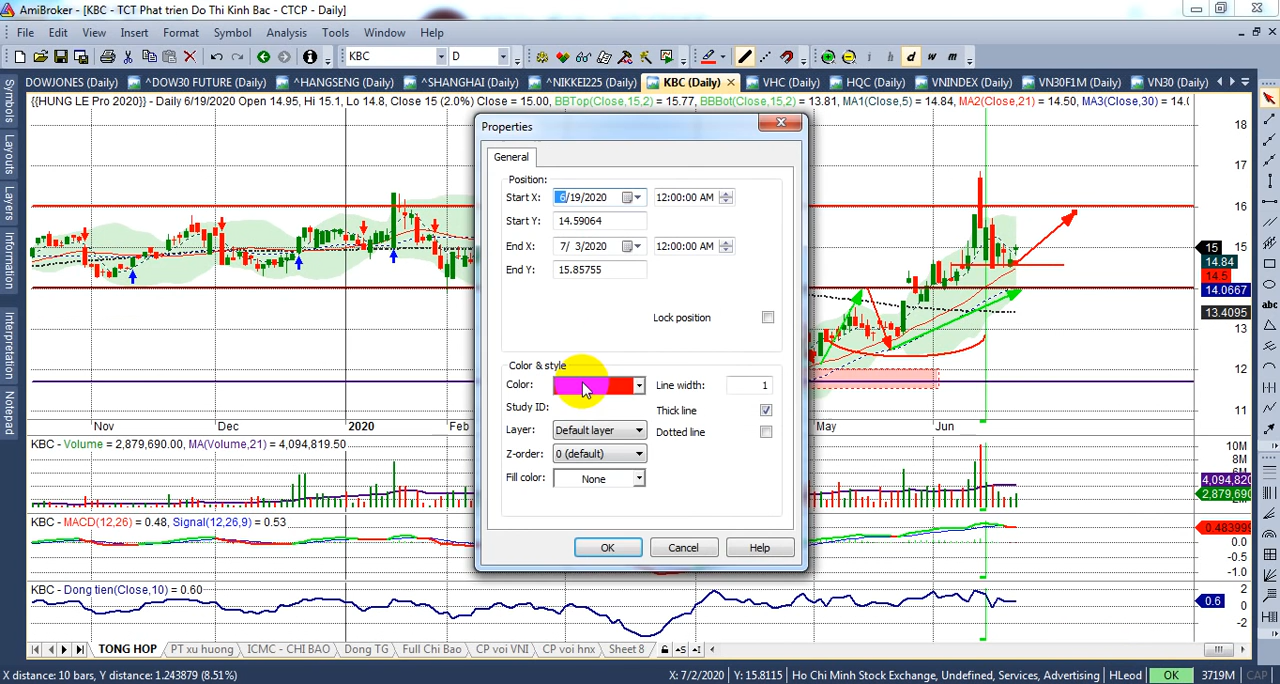 AmiBroker - [KBC - TCT Phat trien Do Thi Kinh Bac - CTCP - Daily]
File Edit View Insert Format Symbol Analysis Tools Window Help
KBC D i h d w m
DOWJONES (Daily) ^DOW30 FUTURE (Daily) ^HANGSENG (Daily) ^SHANGHAI (Daily) ^NIKKEI225 (Daily) KBC (Daily) VHC (Daily) HQC (Daily) VNINDEX (Daily) VN30F1M (Daily) VN30 (Daily)
{{HUNG LE Pro 2020}} - Daily 6/19/2020 Open 14.95, Hi 15.1, Lo 14.8, Close 15 (2.0%) Close = 15.00, BBTop(Close,15,2) = 15.77, BBBot(Close,15,2) = 13.81, MA1(Close,5) = 14.84, MA2(Close,21) = 14.50, MA3(Close,30) = 14.0
Symbols
Layouts
Layers
Information
Interpretation
Notepad
Properties
General
Position:
Start X: 6/19/2020 12:00:00 AM
Start Y: 14.59064
End X: 7/ 3/2020 12:00:00 AM
End Y: 15.85755
Lock position
Color & style
Color: Line width: 1
Study ID: Thick line
Layer: Default layer Dotted line
Z-order: 0 (default)
Fill color: None
OK Cancel Help
18
17
16
15
15
14.84
14.5
14.0667
13.4095
13
12
11
abc
Nov Dec 2020 Feb May Jun
KBC - Volume = 2,879,690.00, MA(Volume,21) = 4,094,819.50
10M
8M
6M
4,094,820
2,879,690
KBC - MACD(12,26) = 0.48, Signal(12,26,9) = 0.53
0.483999
0.0
-0.5
-1.0
KBC - Dong tien(Close,10) = 0.60
2
0.6
0
-2
TONG HOP PT xu huong ICMC - CHI BAO Dong TG Full Chi Bao CP voi VNI CP voi hnx Sheet 8
X distance: 10 bars, Y distance: 1.243879 (8.51%) X: 7/2/2020 Y: 15.8115 Ho Chi Minh Stock Exchange, Undefined, Services, Advertising HLeod OK 3719M CAP